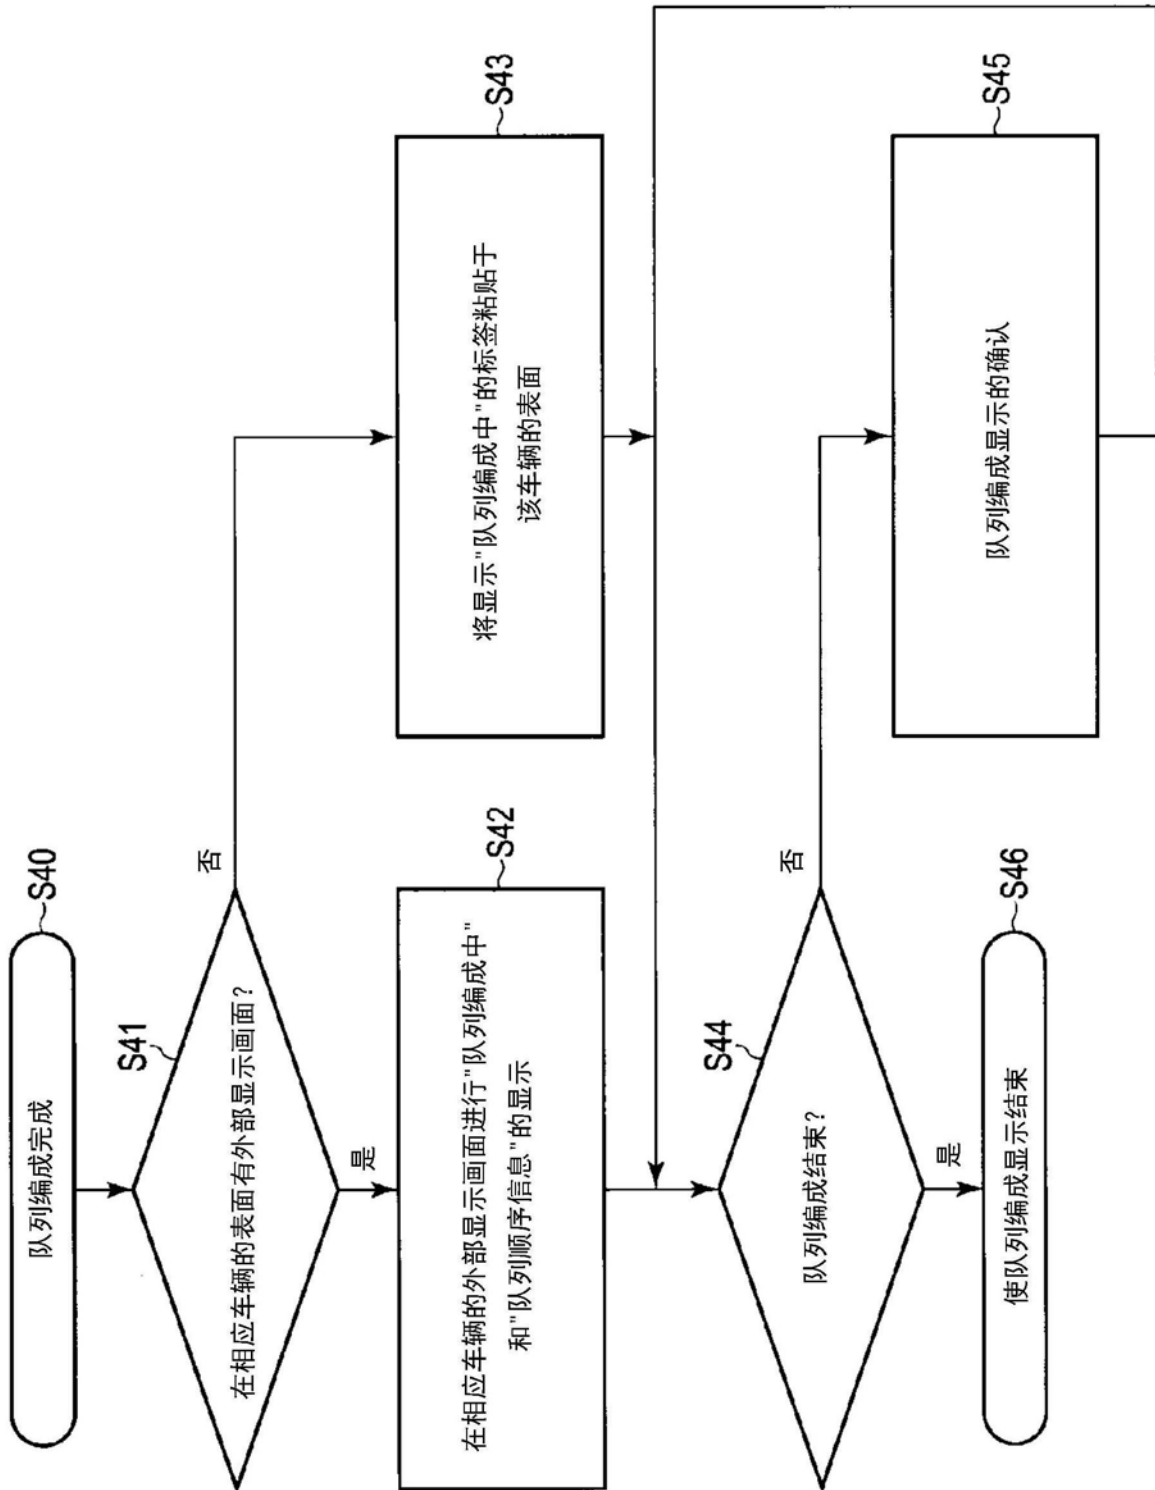 队列编成完成
S40
S41
在相应车辆的表面有外部显示画面?
否
是
在相应车辆的外部显示画面进行"队列编成中"
和"队列顺序信息"的显示
S42
将显示"队列编成中"的标签粘贴于
该车辆的表面
S43
S44
队列编成结束?
否
是
队列编成显示的确认
S45
使队列编成显示结束
S46